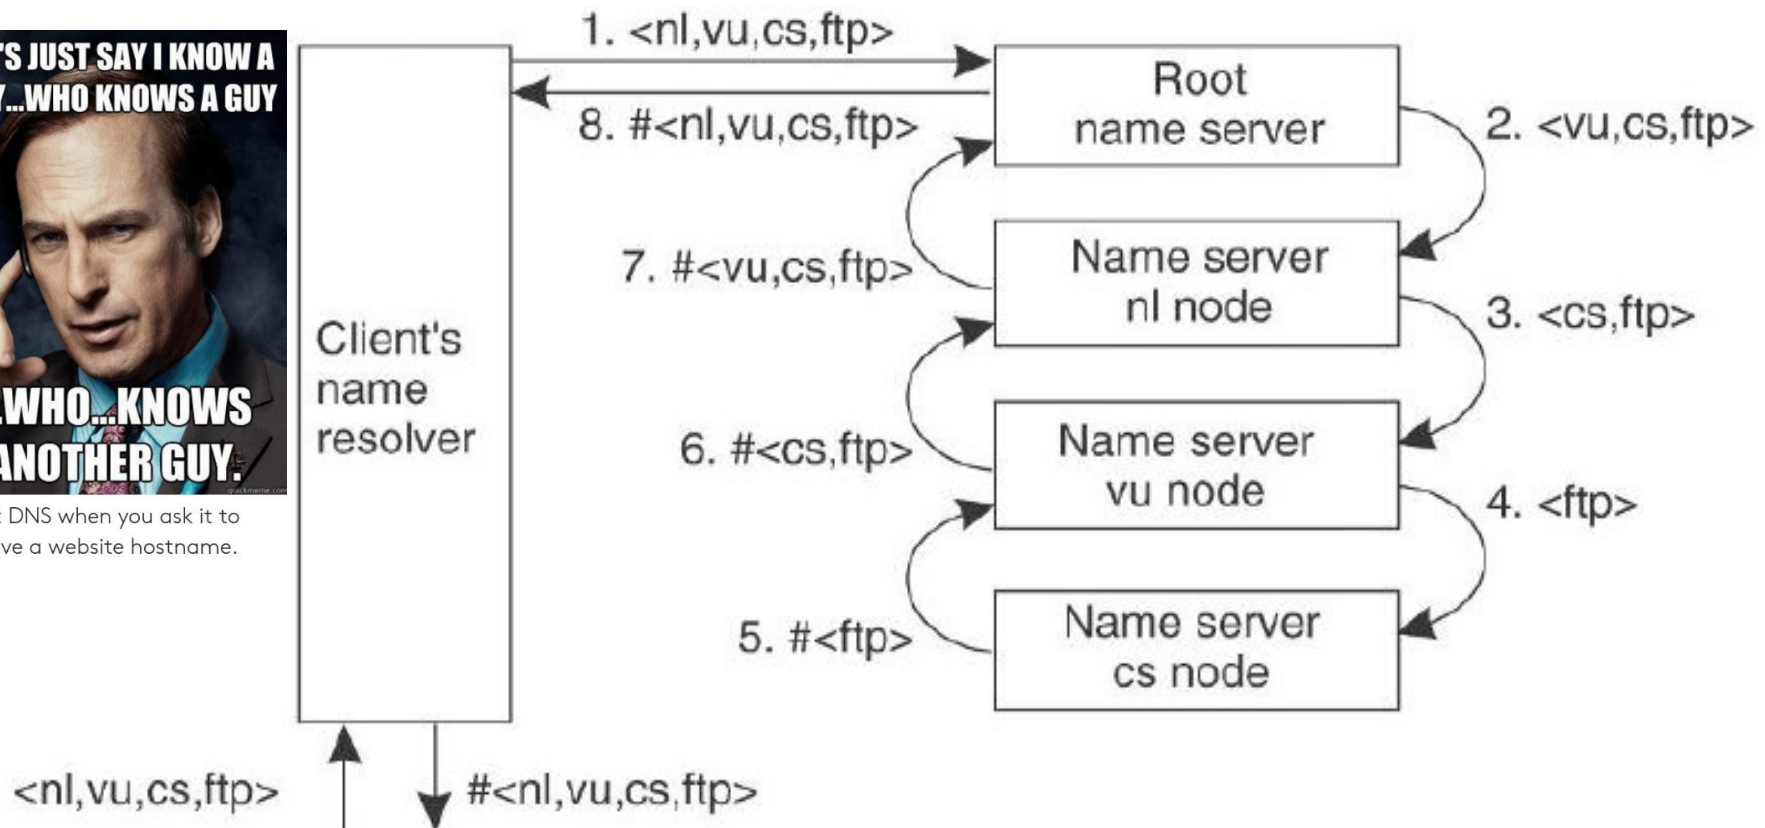 'S JUST SAY I KNOW A
...WHO KNOWS A GUY
WHO...KNOWS
ANOTHER GUY.
quickmeme.com
DNS when you ask it to
ve a website hostname.
Client's
name
resolver
1. <nl,vu,cs,ftp>
8. #<nl,vu,cs,ftp>
Root
name server
2. <vu,cs,ftp>
7. #<vu,cs,ftp>
Name server
nl node
3. <cs,ftp>
6. #<cs,ftp>
Name server
vu node
4. <ftp>
5. #<ftp>
Name server
cs node
<nl,vu,cs,ftp>
#<nl,vu,cs,ftp>